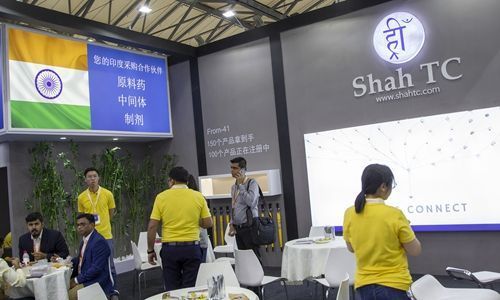 您的印度采购合作伙伴
原料药
中间体
制剂
From-41
150个产品拿到手
100个产品正在注册中
ह्रीं
Shah TC
www.shahtc.com
CONNECT